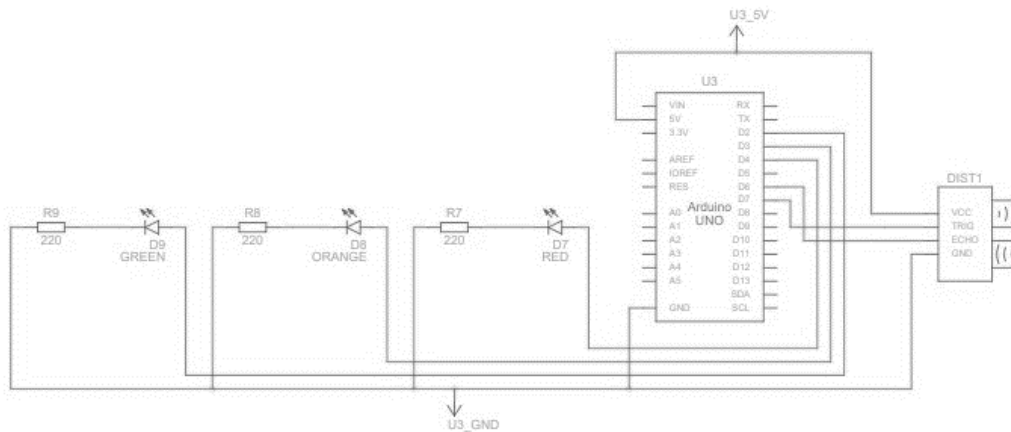 U3_5V
U3
VIN RX
5V TX
3.3V D2
D3
AREF D4
IOREF D5
RES D6
D7
Arduino
UNO
A0 D8
A1 D9
A2 D10
A3 D11
A4 D12
A5 D13
SDA
GND SCL
DIST1
VCC
TRIG
ECHO
GND
R9
220
D9
GREEN
R8
220
D8
ORANGE
R7
220
D7
RED
U3_GND